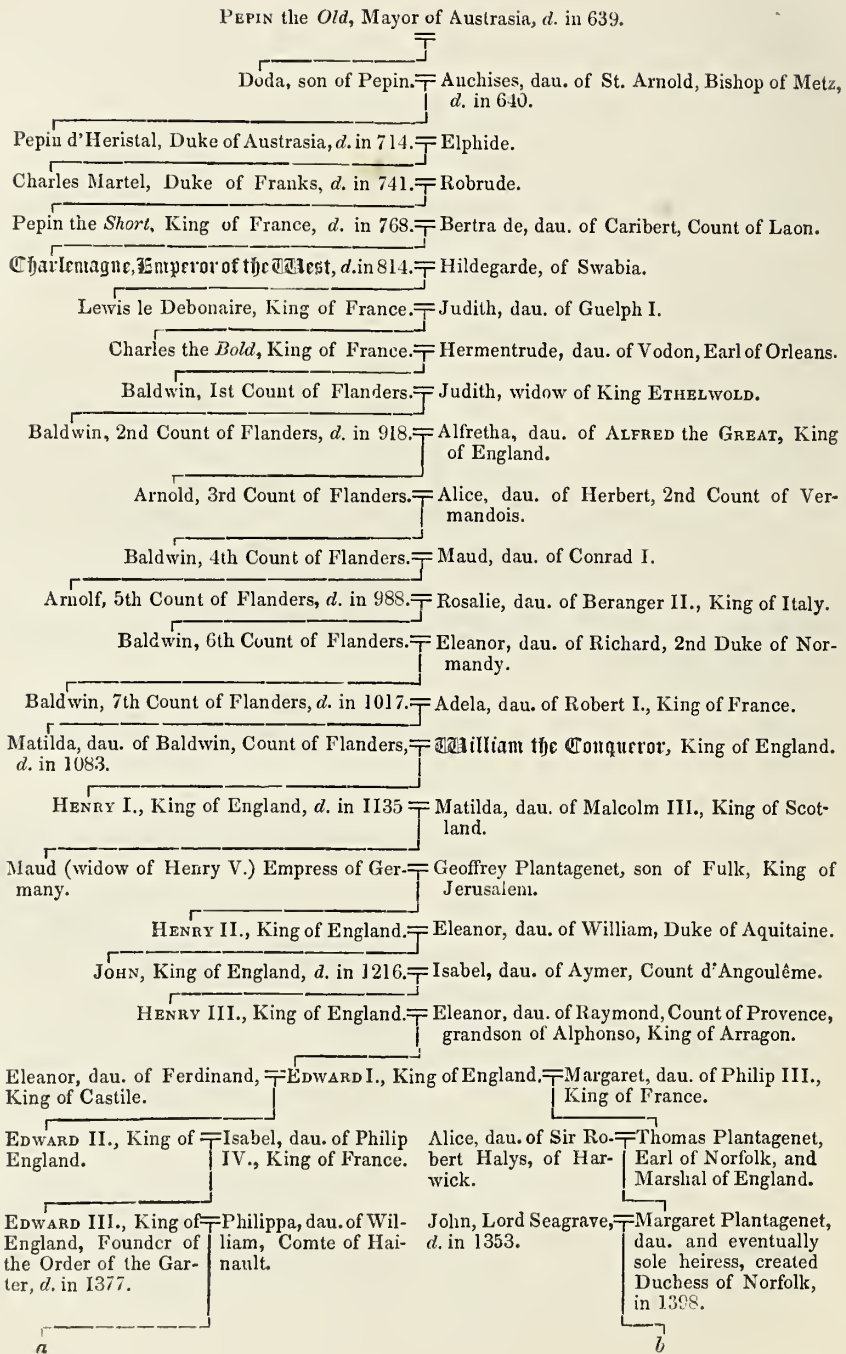 PEPIN the Old, Mayor of Austrasia, d. in 639.
Doda, son of Pepin. Anchises, dau. of St. Arnold, Bishop of Metz,
d. in 640.
Pepin d'Heristal, Duke of Austrasia, d. in 714. Elphide.
Charles Martel, Duke of Franks, d. in 741. Robrude.
Pepin the Short, King of France, d. in 768. Bertra de, dau. of Caribert, Count of Laon.
Charlemagne, Emperor of the West, d. in 814. Hildegarde, of Swabia.
Lewis le Debonaire, King of France. Judith, dau. of Guelph I.
Charles the Bold, King of France. Hermentrude, dau. of Vodon, Earl of Orleans.
Baldwin, 1st Count of Flanders. Judith, widow of King ETHELWOLD.
Baldwin, 2nd Count of Flanders, d. in 918. Alfretha, dau. of ALFRED the GREAT, King
of England.
Arnold, 3rd Count of Flanders. Alice, dau. of Herbert, 2nd Count of Ver-
mandois.
Baldwin, 4th Count of Flanders. Maud, dau. of Conrad I.
Arnolf, 5th Count of Flanders, d. in 988. Rosalie, dau. of Beranger II., King of Italy.
Baldwin, 6th Count of Flanders. Eleanor, dau. of Richard, 2nd Duke of Nor-
mandy.
Baldwin, 7th Count of Flanders, d. in 1017. Adela, dau. of Robert I., King of France.
Matilda, dau. of Baldwin, Count of Flanders, William the Conqueror, King of England.
d. in 1083.
HENRY I., King of England, d. in 1135 Matilda, dau. of Malcolm III., King of Scot-
land.
Maud (widow of Henry V.) Empress of Ger- Geoffrey Plantagenet, son of Fulk, King of
many. Jerusalem.
HENRY II., King of England. Eleanor, dau. of William, Duke of Aquitaine.
JOHN, King of England, d. in 1216. Isabel, dau. of Aymer, Count d'Angoulême.
HENRY III., King of England. Eleanor, dau. of Raymond, Count of Provence,
grandson of Alphonso, King of Arragon.
Eleanor, dau. of Ferdinand, EDWARD I., King of England. Margaret, dau. of Philip III.,
King of Castile. King of France.
EDWARD II., King of Isabel, dau. of Philip Alice, dau. of Sir Ro- Thomas Plantagenet,
England. IV., King of France. bert Halys, of Har- Earl of Norfolk, and
wick. Marshal of England.
EDWARD III., King of Philippa, dau. of Wil- John, Lord Seagrave, Margaret Plantagenet,
England, Founder of liam, Comte of Hai- d. in 1353. dau. and eventually
the Order of the Gar- nault. sole heiress, created
ter, d. in 1377. Duchess of Norfolk,
in 1398.
a b